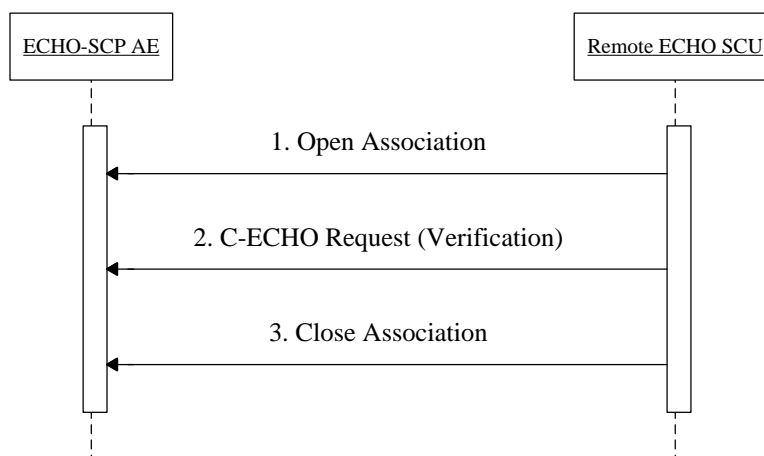 ECHO-SCP AE
Remote ECHO SCU
1. Open Association
2. C-ECHO Request (Verification)
3. Close Association